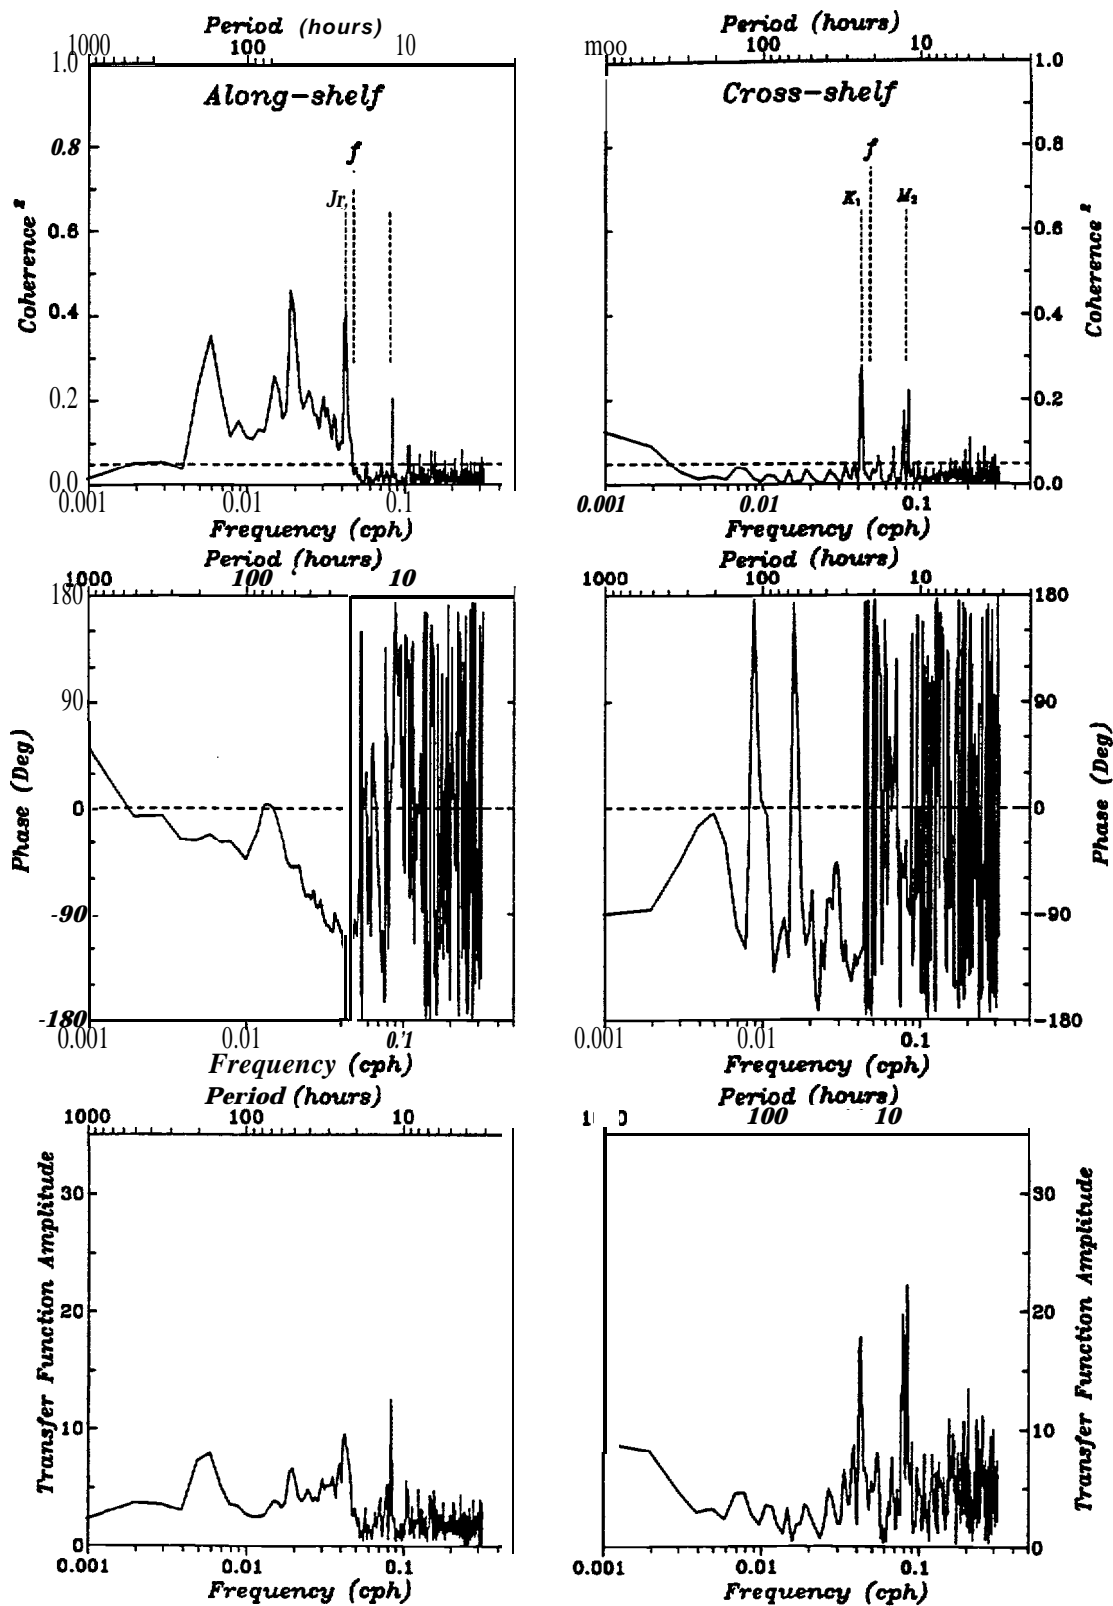 Period (hours)
1000 100 10
1.0
Along-shelf
0.8
f
Jr,
0.6
Coherence 2
0.4
0.2
0.0
0.001 0.01 0.1
Frequency (cph)
Period (hours)
moo 100 10
1.0
Cross-shelf
0.8
f
K1 M2
0.6
Coherence 2
0.4
0.2
0.0
0.001 0.01 0.1
Frequency (cph)
Period (hours)
1000 100 10
180
90
Phase (Deg)
0
-90
-180
0.001 0.01 0.1
Frequency (cph)
Period (hours)
1000 100 10
180
90
Phase (Deg)
0
-90
-180
0.001 0.01 0.1
Frequency (cph)
Period (hours)
1000 100 10
30
Transfer Function Amplitude
20
10
0
0.001 0.01 0.1
Frequency (cph)
Period (hours)
100 10
30
Transfer Function Amplitude
20
10
0
0.001 0.01 0.1
Frequency (cph)